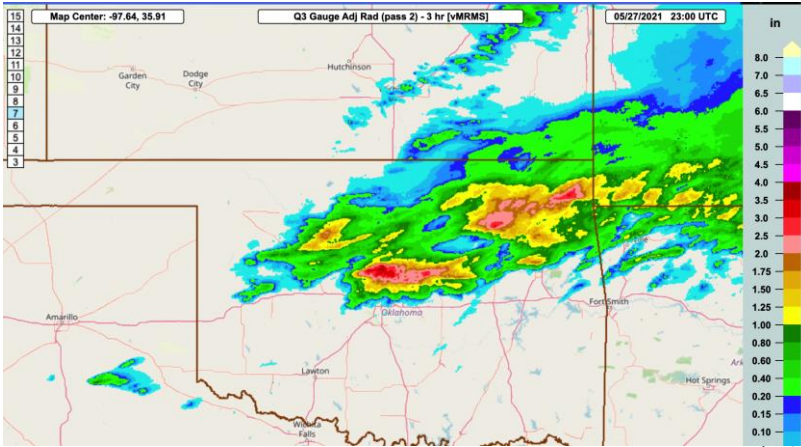 Map Center: -97.64, 35.91
Q3 Gauge Adj Rad (pass 2) - 3 hr [vMRMS]
05/27/2021 23:00 UTC
in
15
14
13
12
11
10
9
8
7
6
5
4
3
Garden
City
Dodge
City
Hutchinson
Amarillo
Oklahoma
Lawton
Wichita
Falls
Fort Smith
Hot Springs
8.0
7.0
6.5
6.0
5.5
5.0
4.5
4.0
3.5
3.0
2.5
2.0
1.75
1.50
1.25
1.00
0.80
0.60
0.40
0.20
0.15
0.10